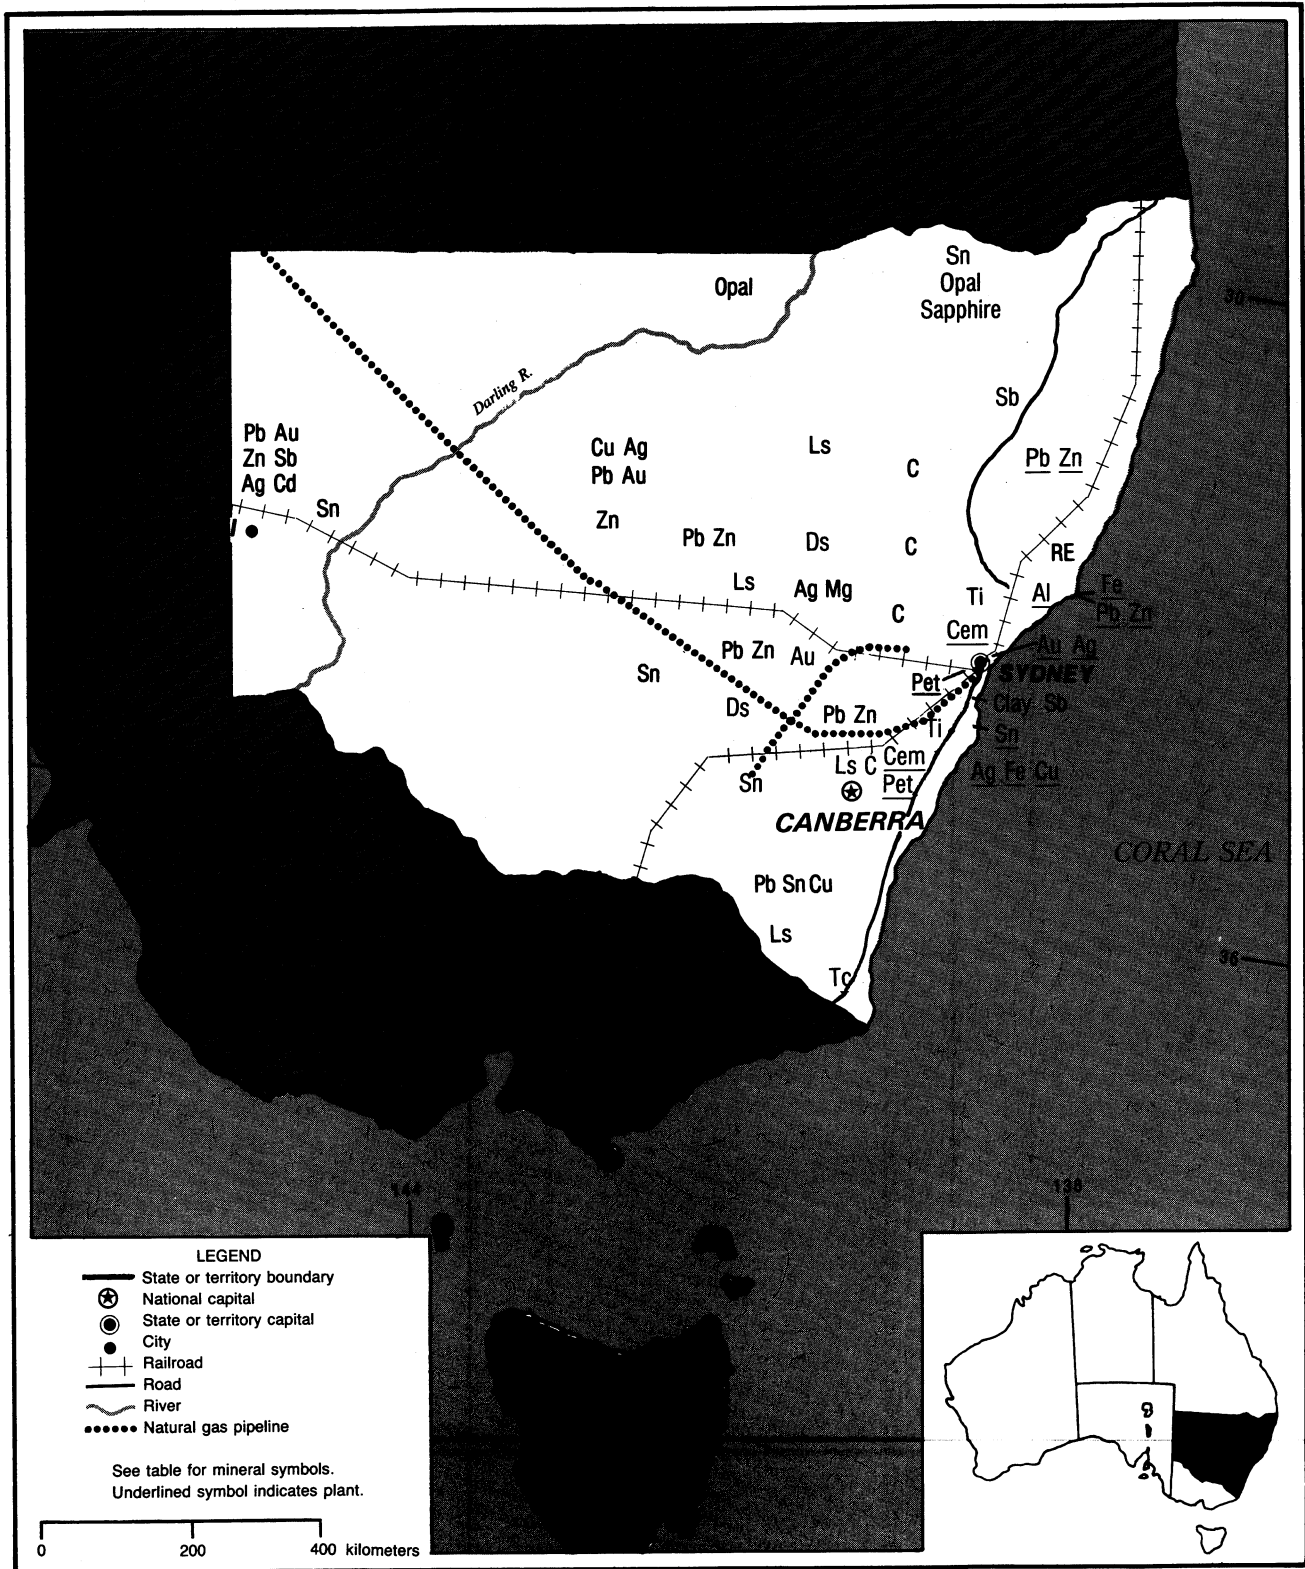 Sn
Opal
Opal
Sapphire
30
Darling R.
Sb
Pb Au
Zn Sb
Ag Cd
Cu Ag
Pb Au
Ls
C
Pb Zn
Sn
Zn
Pb Zn
Ds
C
RE
Ls
Ag Mg
Ti
Al
Fe
Pb Zn
C
Cem
Au Ag
Pb Zn
Au
Sn
Pet
SYDNEY
Ds
Pb Zn
Ti
Clay Sb
Sn
Ls C
Cem
Sn
Pet
Ag Fe Cu
CANBERRA
CORAL SEA
Pb Sn Cu
Ls
36
Tc
144
138
LEGEND
State or territory boundary
National capital
State or territory capital
City
Railroad
Road
River
Natural gas pipeline
See table for mineral symbols.
Underlined symbol indicates plant.
0 200 400 kilometers